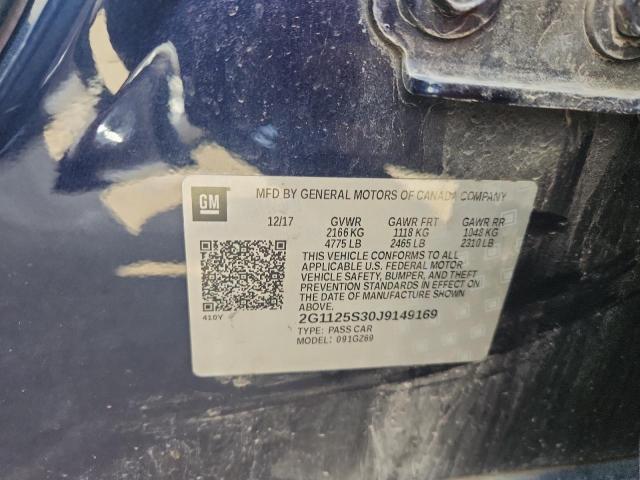 GM
MFD BY GENERAL MOTORS OF CANADA COMPANY
12/17 GVWR GAWR FRT GAWR RR
2166 KG 1118 KG 1048 KG
4775 LB 2465 LB 2310 LB
THIS VEHICLE CONFORMS TO ALL
APPLICABLE U.S. FEDERAL MOTOR
VEHICLE SAFETY, BUMPER, AND THEFT
PREVENTION STANDARDS IN EFFECT ON
THE DATE OF MANUFACTURE SHOWN
ABOVE.
410Y 2G1125S30J9149169
TYPE: PASS CAR
MODEL: 091GZ69